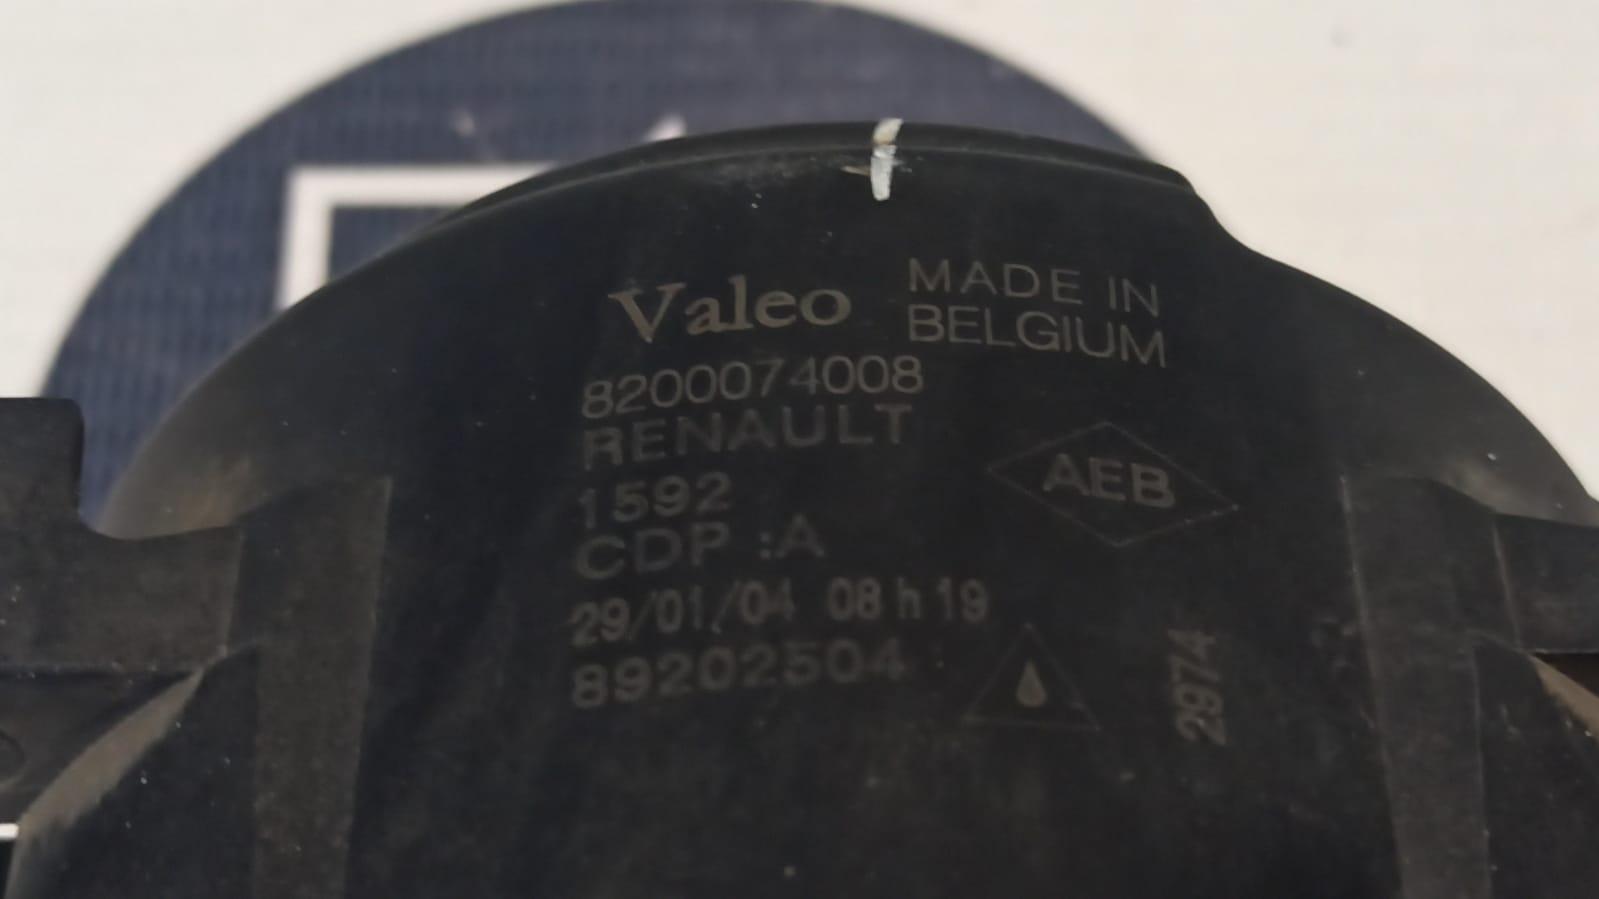 Valeo
MADE IN
BELGIUM
8200074008
RENAULT
AEB
1592
CDP :A
29/01/04 08 h 19
89202504
2974